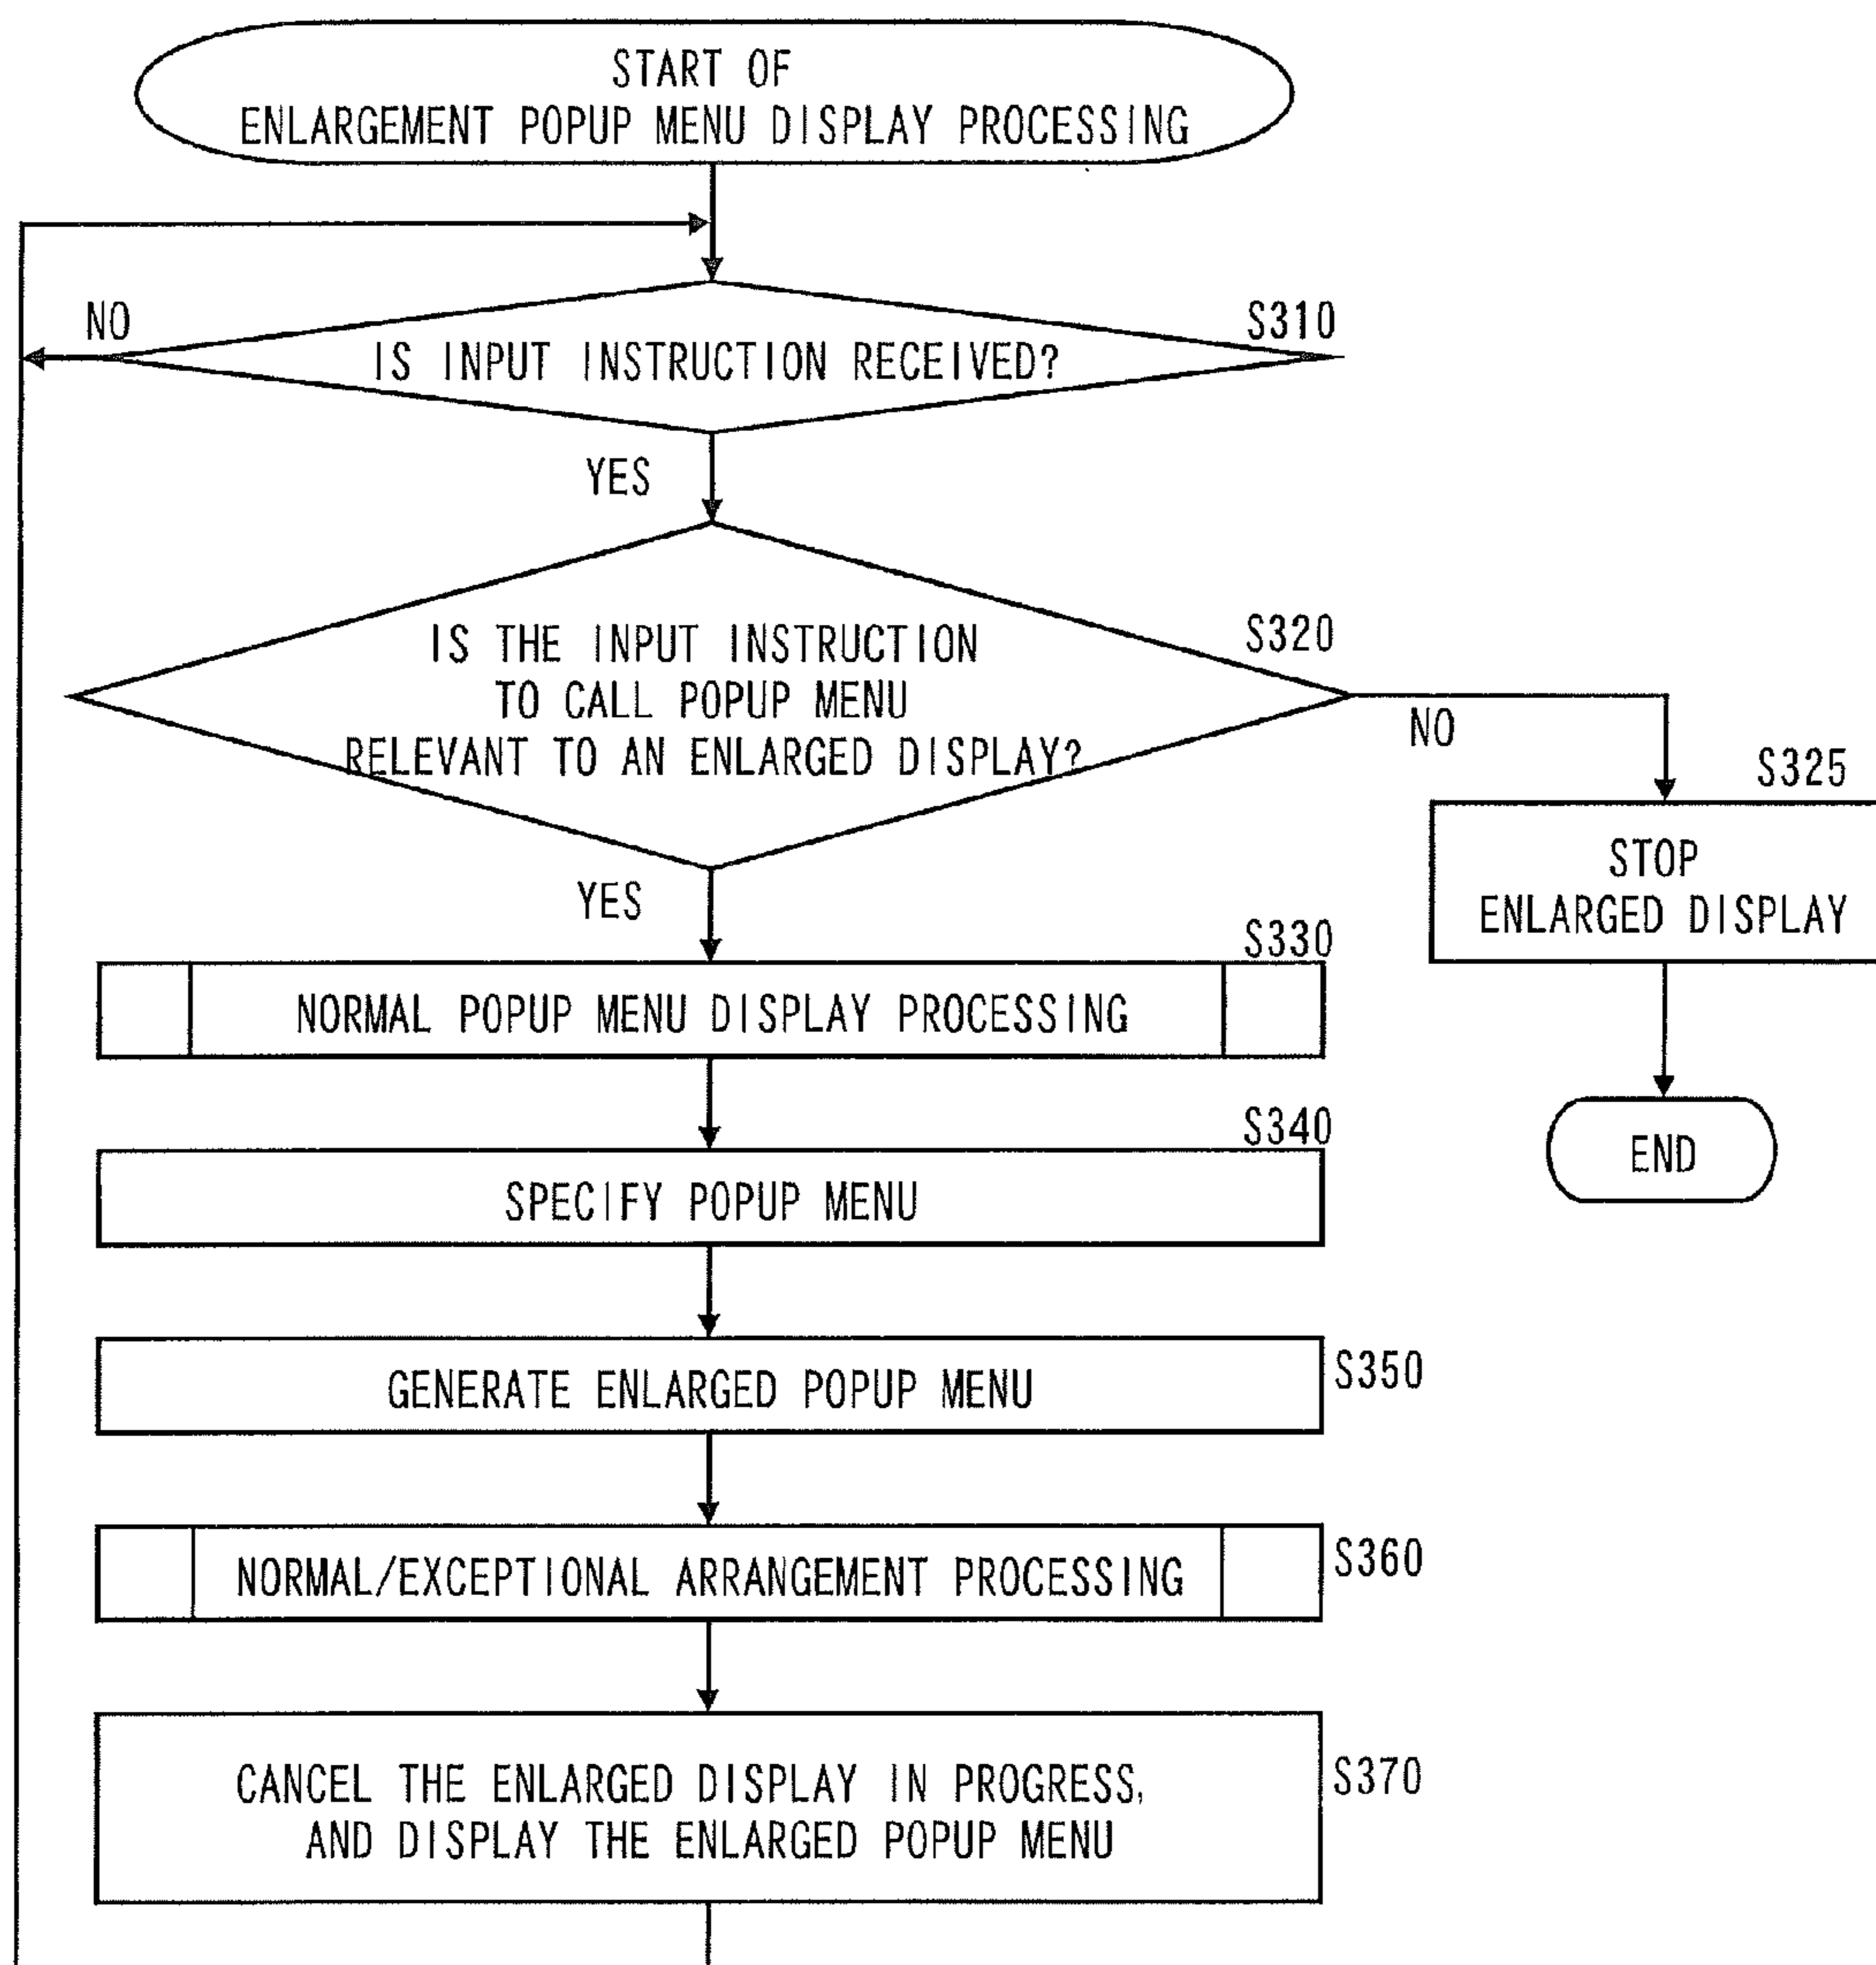 START OF
ENLARGEMENT POPUP MENU DISPLAY PROCESSING
NO
S310
IS INPUT INSTRUCTION RECEIVED?
YES
S320
IS THE INPUT INSTRUCTION
TO CALL POPUP MENU
RELEVANT TO AN ENLARGED DISPLAY?
NO
S325
STOP
ENLARGED DISPLAY
YES
S330
NORMAL POPUP MENU DISPLAY PROCESSING
S340
END
SPECIFY POPUP MENU
GENERATE ENLARGED POPUP MENU
S350
NORMAL/EXCEPTIONAL ARRANGEMENT PROCESSING
S360
CANCEL THE ENLARGED DISPLAY IN PROGRESS,
AND DISPLAY THE ENLARGED POPUP MENU
S370